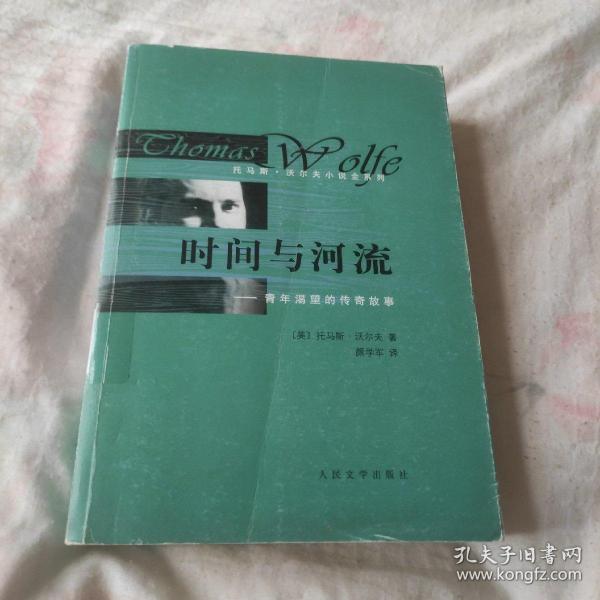 Thomas Wolfe
托马斯·沃尔夫小说全系列
时间与河流
——青年渴望的传奇故事
〔美〕托马斯·沃尔夫 著
颜学军 译
人民文学出版社
孔夫子旧书网
www.kongfz.com